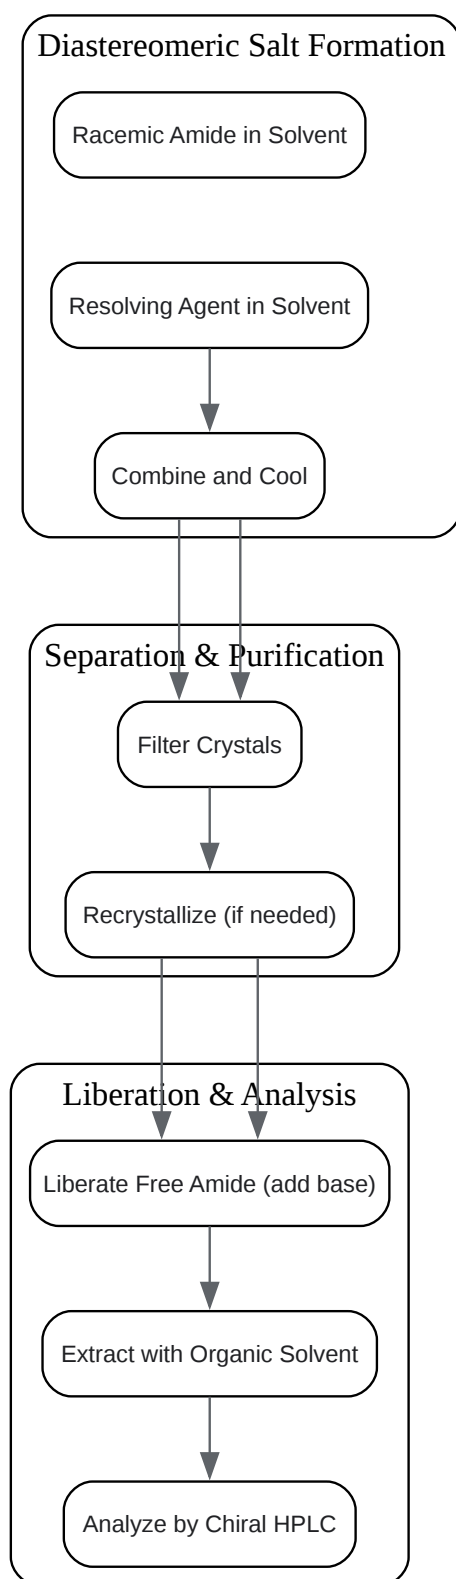 Diastereomeric Salt Formation
Racemic Amide in Solvent
Resolving Agent in Solvent
Combine and Cool
Separation & Purification
Filter Crystals
Recrystallize (if needed)
Liberation & Analysis
Liberate Free Amide (add base)
Extract with Organic Solvent
Analyze by Chiral HPLC